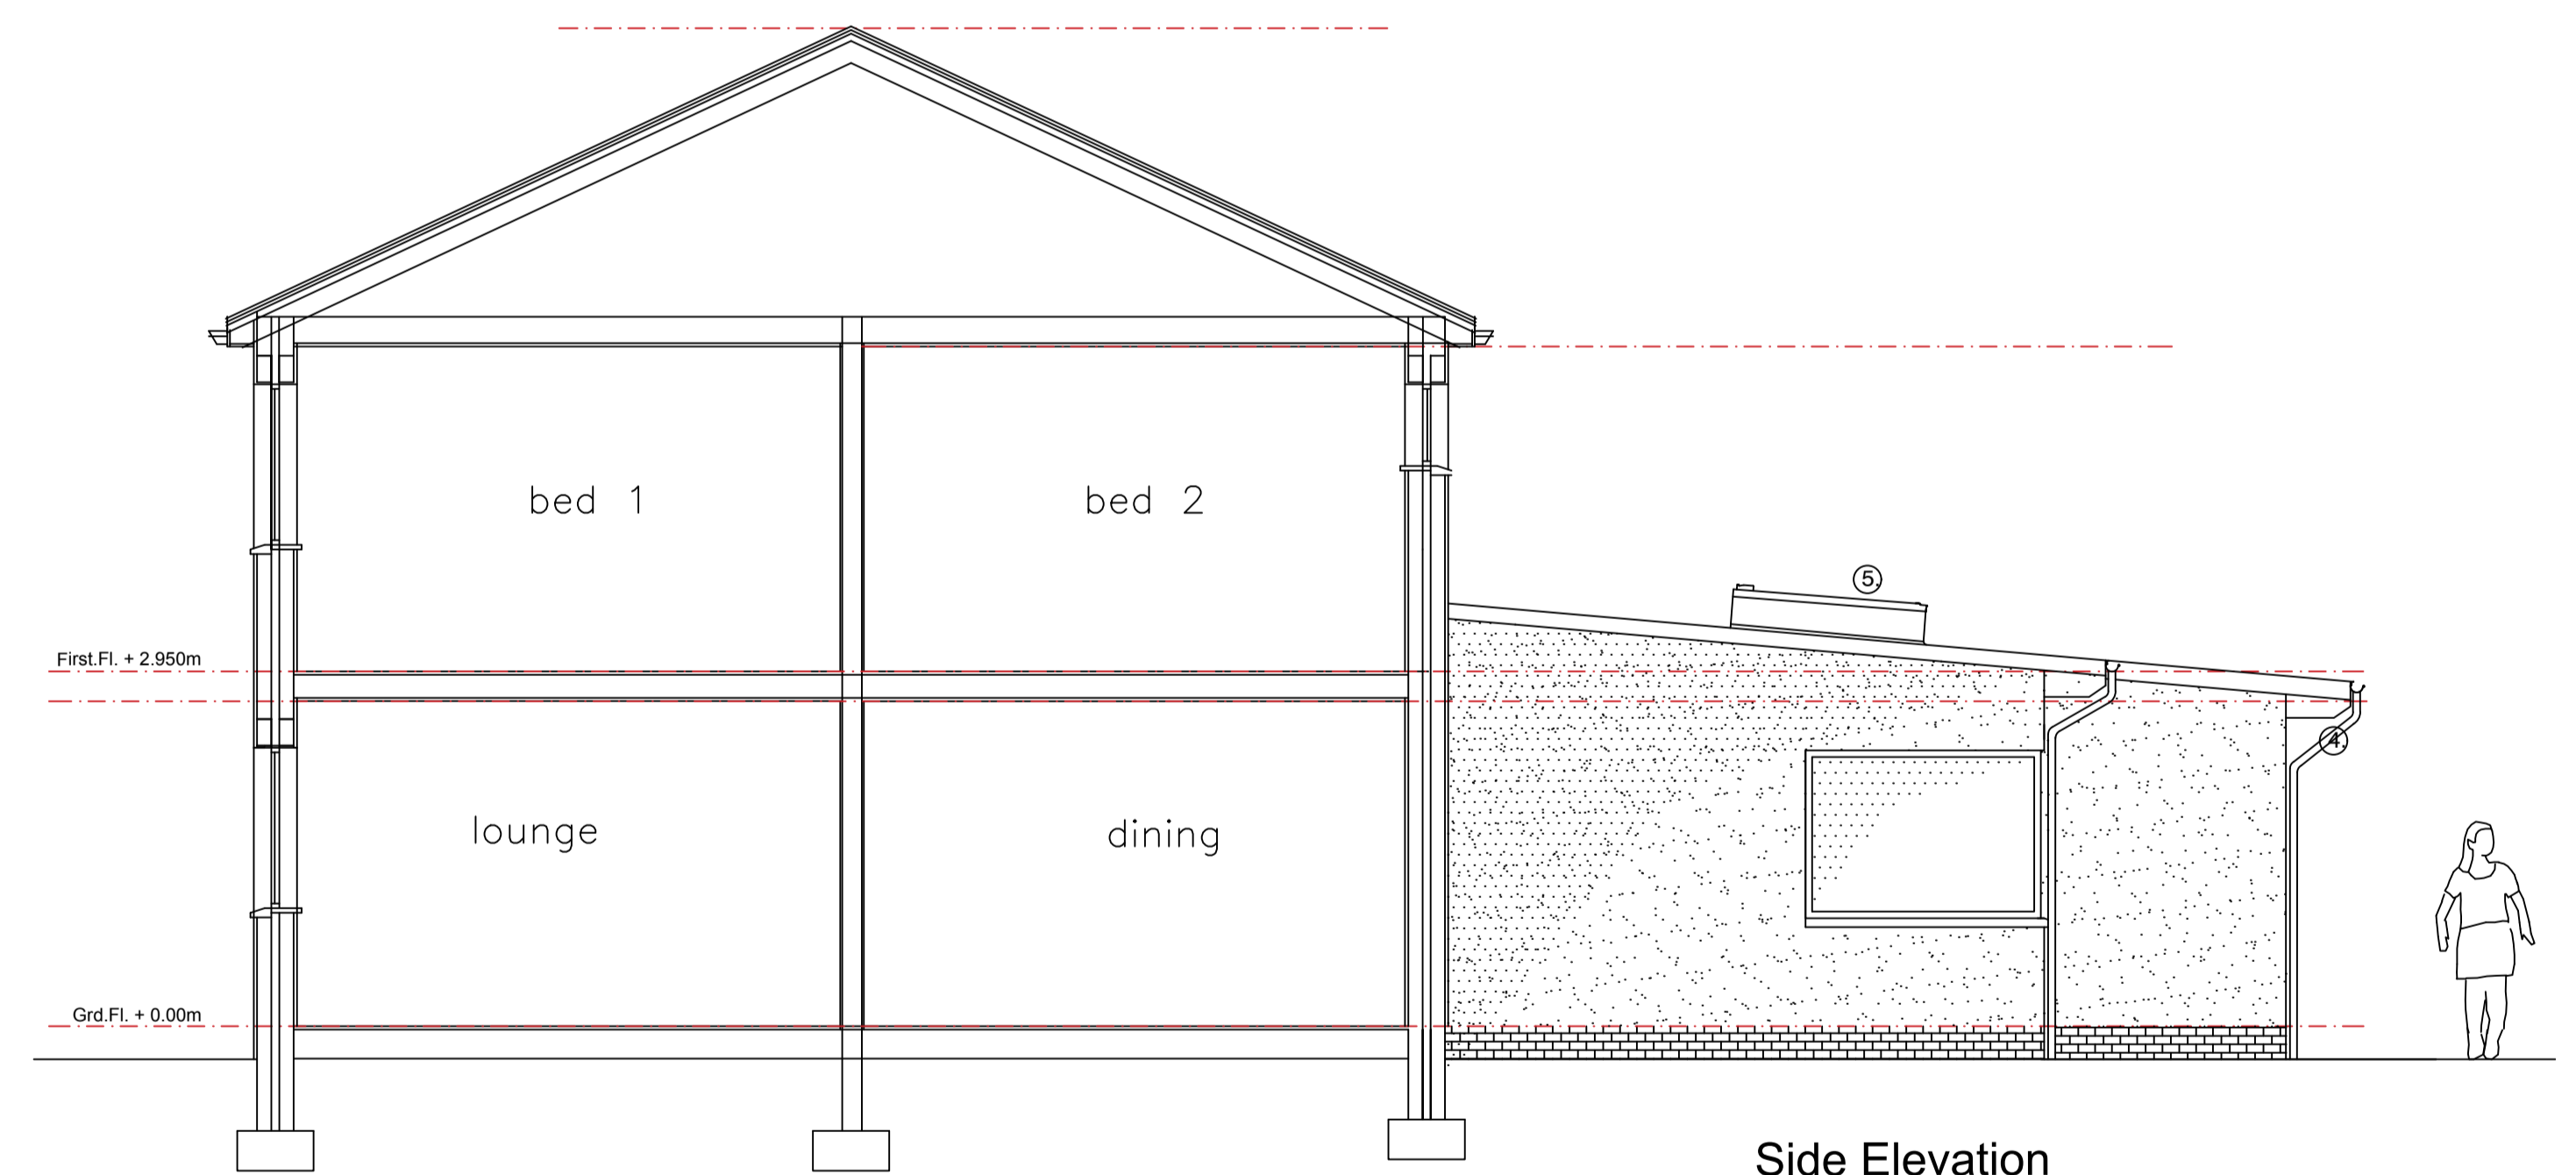 bed 1
bed 2
5.
First.Fl. + 2.950m
4.
lounge
dining
Grd.Fl. + 0.00m
Side Elevation